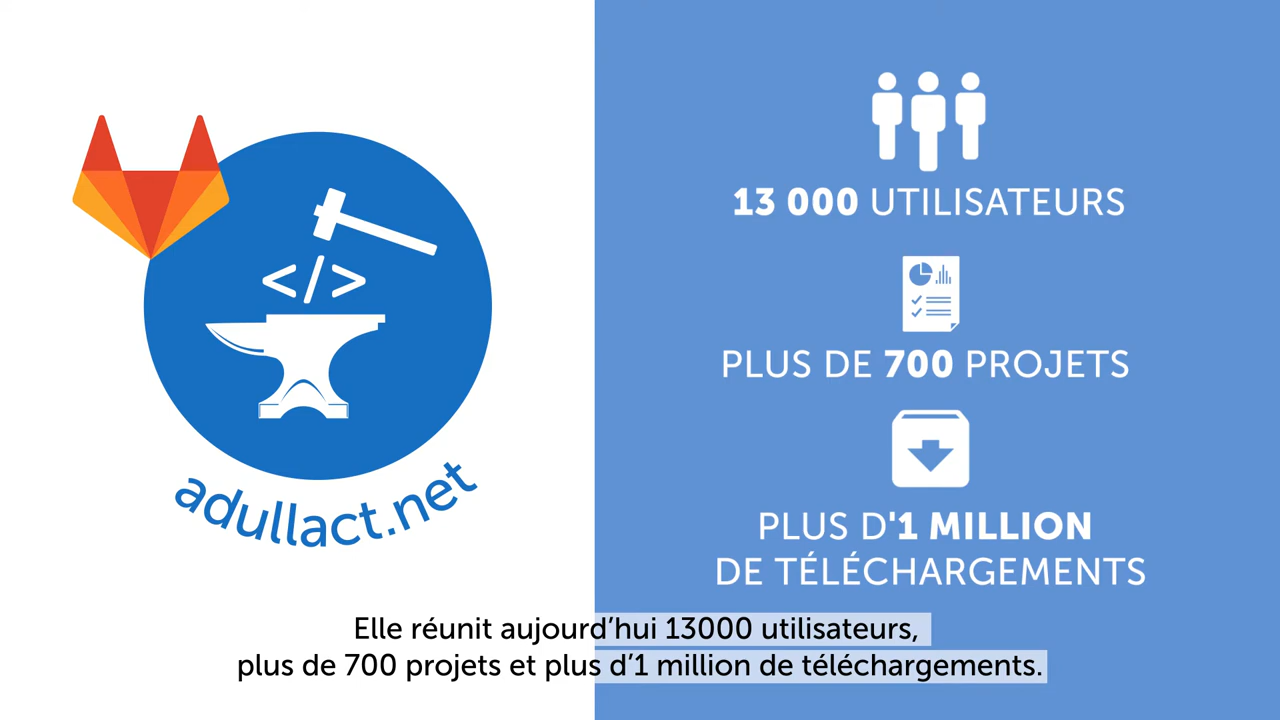 </>
adullact.net
13 000 UTILISATEURS
PLUS DE 700 PROJETS
PLUS D'1 MILLION
DE TÉLÉCHARGEMENTS
Elle réunit aujourd’hui 13000 utilisateurs,
plus de 700 projets et plus d’1 million de téléchargements.